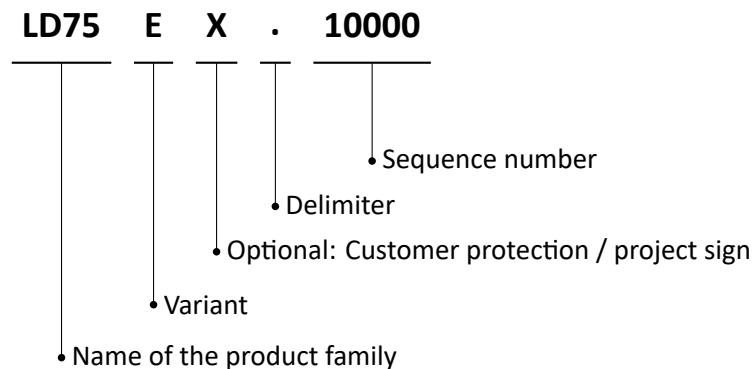 LD75 E X . 10000
Sequence number
Delimiter
Optional: Customer protection / project sign
Variant
Name of the product family